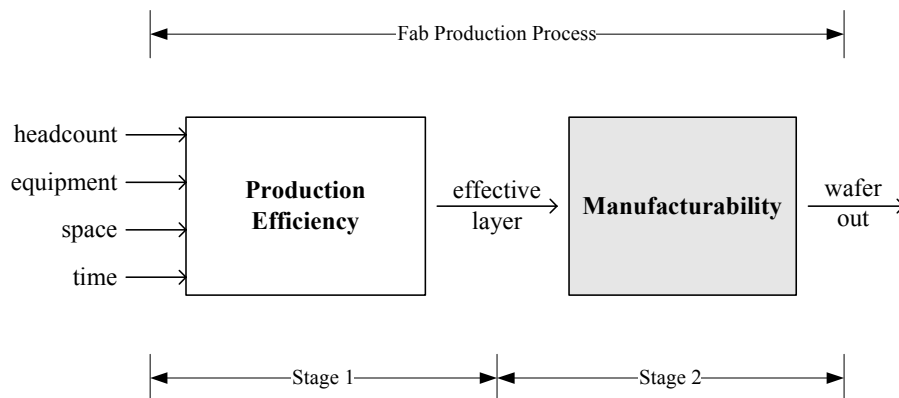 Fab Production Process
headcount
equipment
space
time
Production
Efficiency
effective
layer
Manufacturability
wafer
out
Stage 1
Stage 2